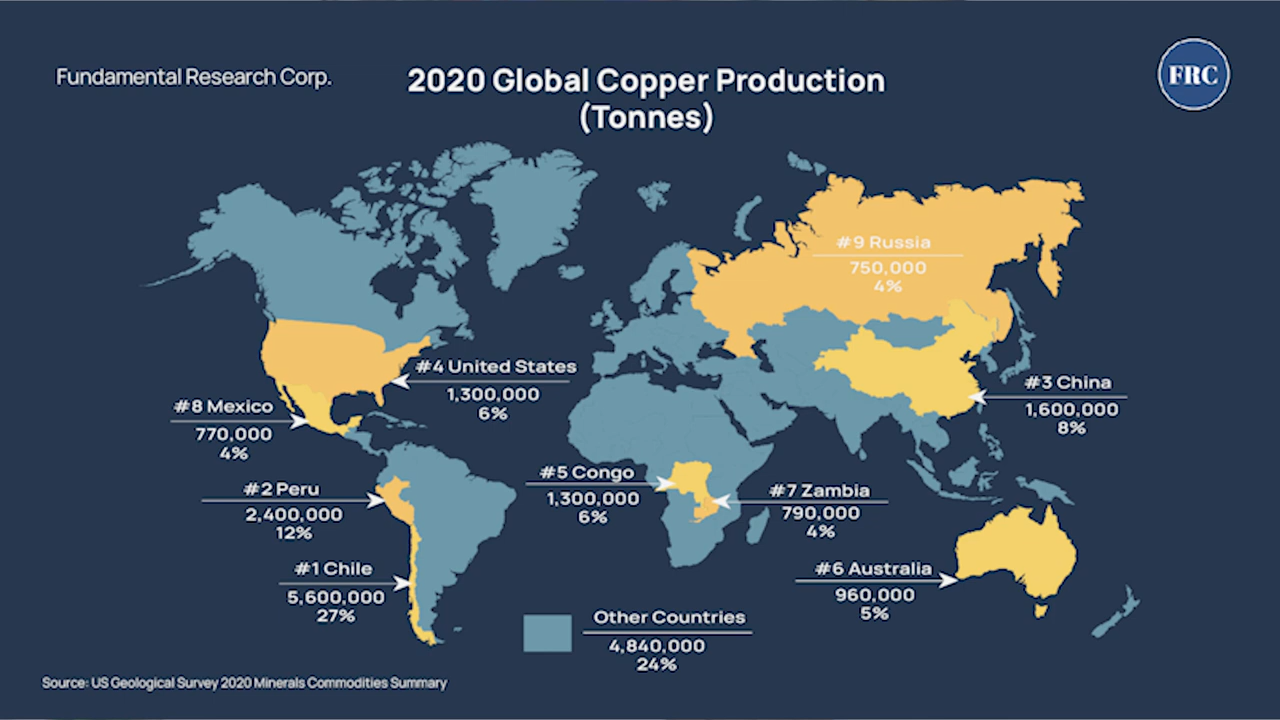 Fundamental Research Corp.
2020 Global Copper Production
(Tonnes)
FRC
#9 Russia
750,000
4%
#4 United States
1,300,000
6%
#3 China
1,600,000
8%
#8 Mexico
770,000
4%
#5 Congo
1,300,000
6%
#7 Zambia
790,000
4%
#2 Peru
2,400,000
12%
#1 Chile
5,600,000
27%
#6 Australia
960,000
5%
Other Countries
4,840,000
24%
Source: US Geological Survey 2020 Minerals Commodities Summary